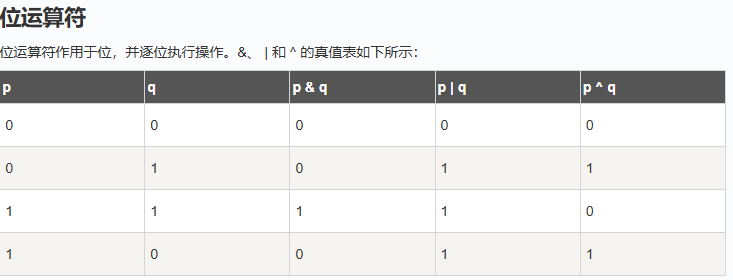 位运算符
位运算符作用于位，并逐位执行操作。&、 | 和 ^ 的真值表如下所示：
p q p & q p | q p ^ q
0 0 0 0 0
0 1 0 1 1
1 1 1 1 0
1 0 0 1 1